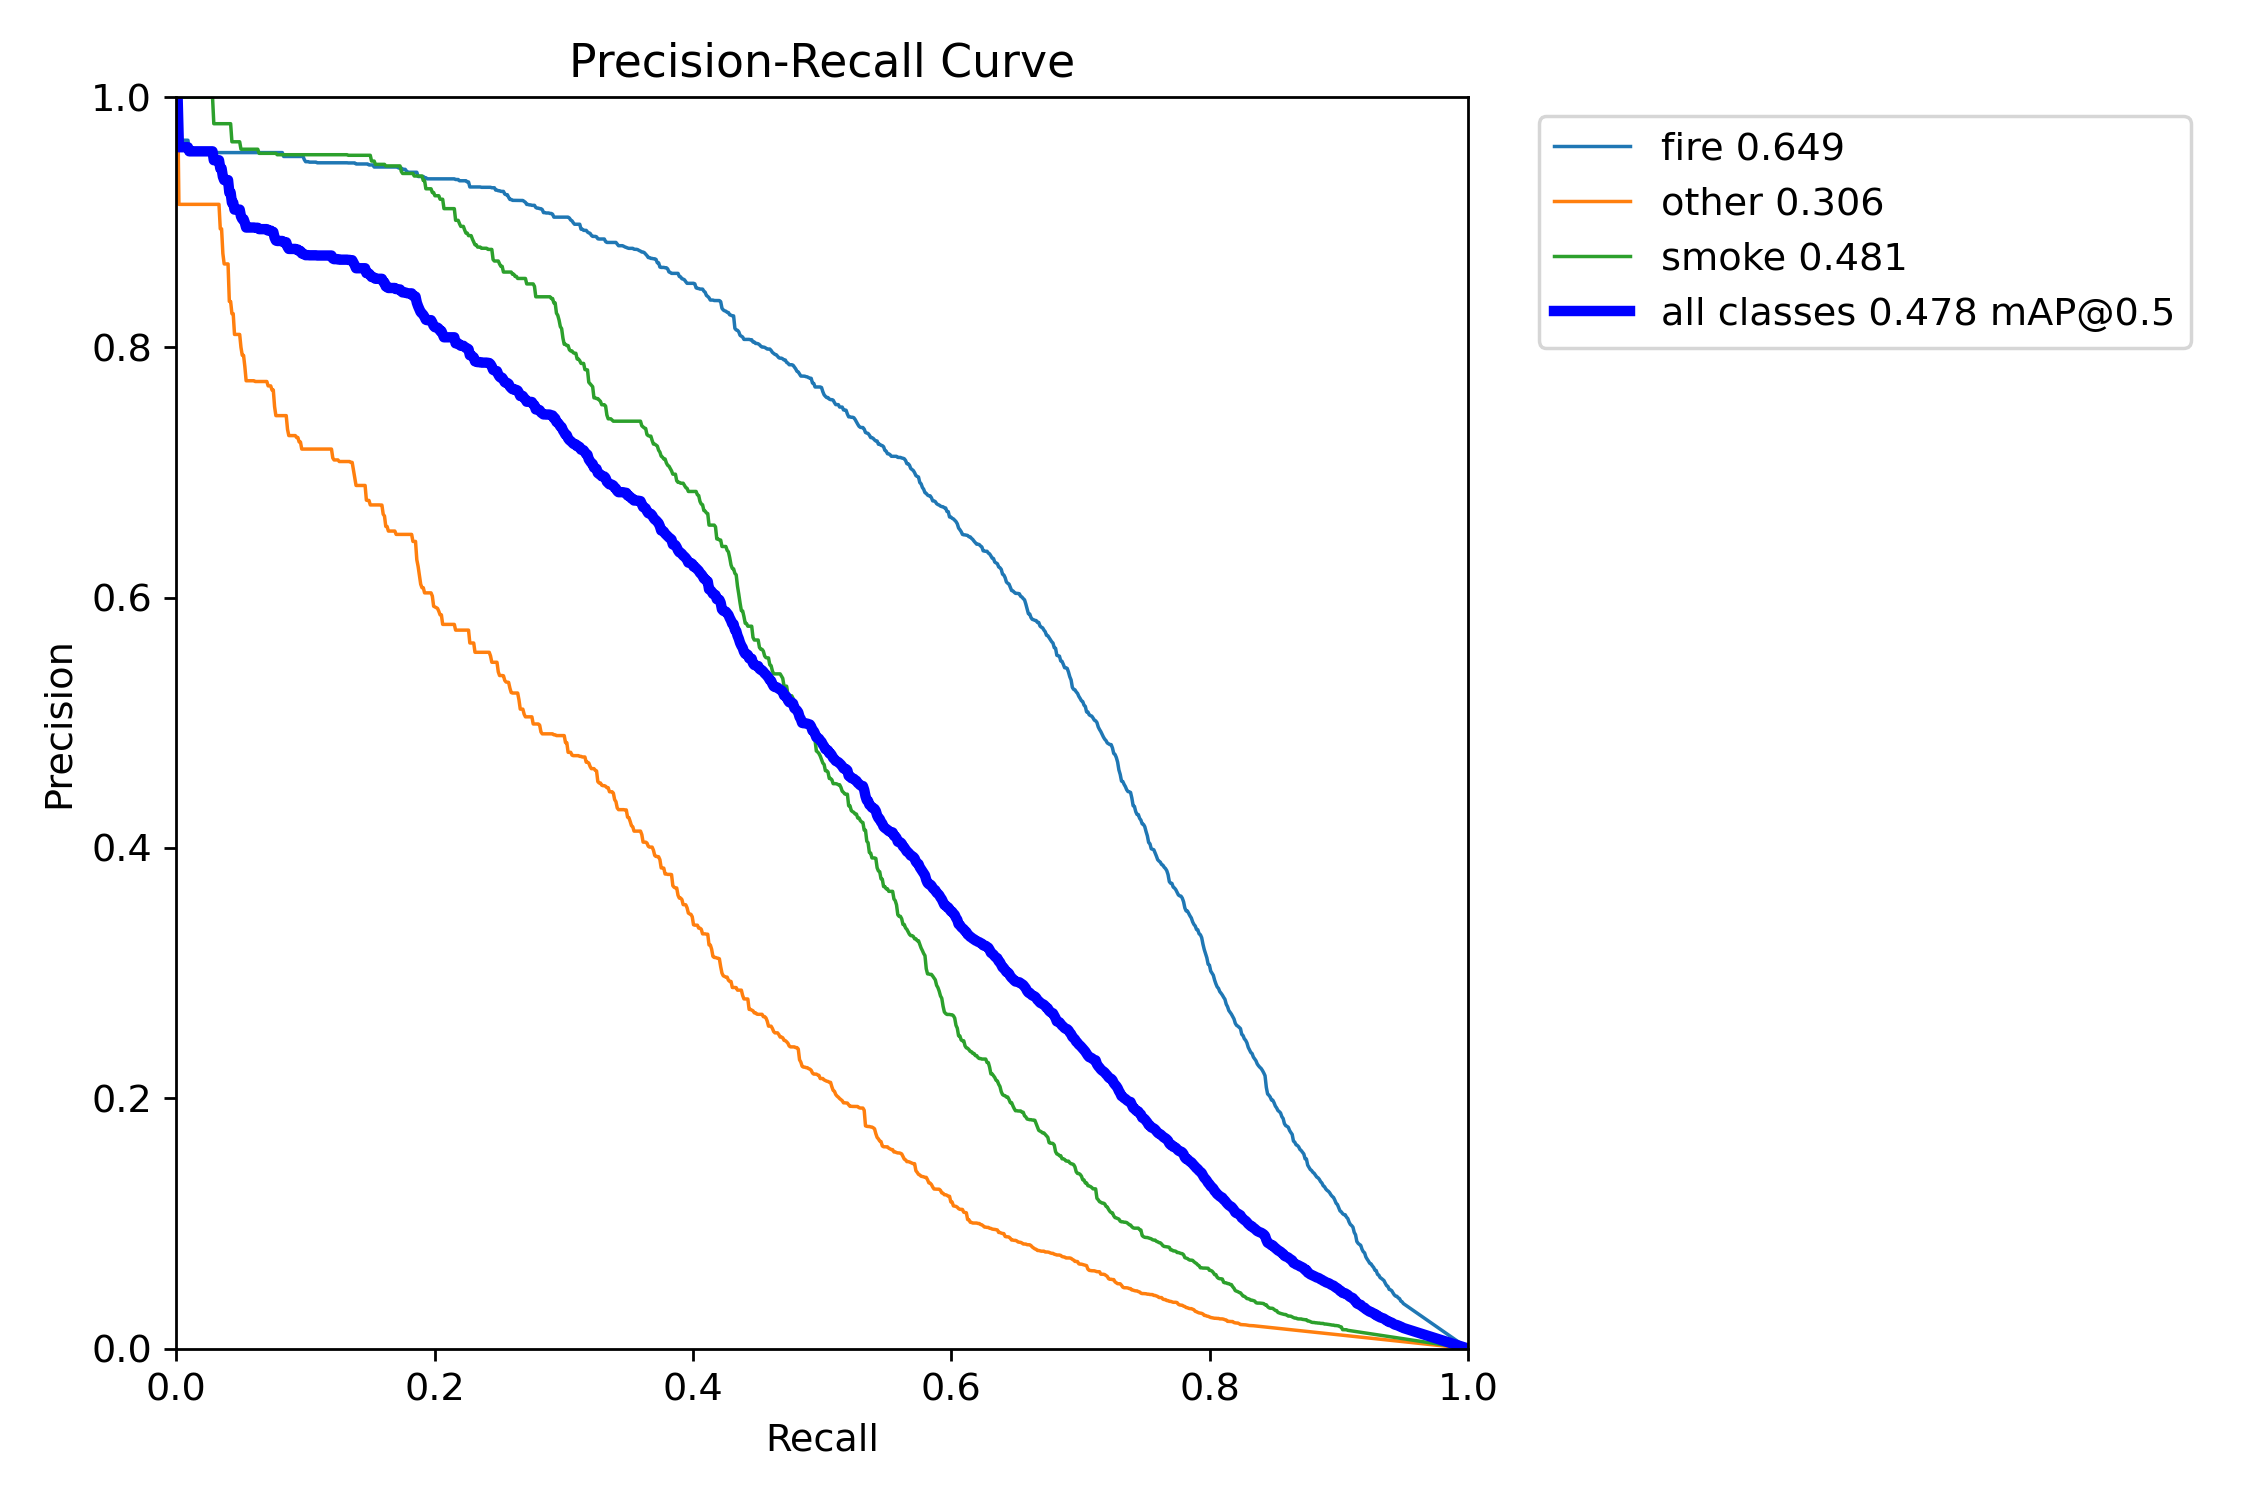 Precision-Recall Curve
1.0
0.8
0.6
0.4
0.2
0.0
Precision
0.0 0.2 0.4 0.6 0.8 1.0
Recall
fire 0.649
other 0.306
smoke 0.481
all classes 0.478 mAP@0.5